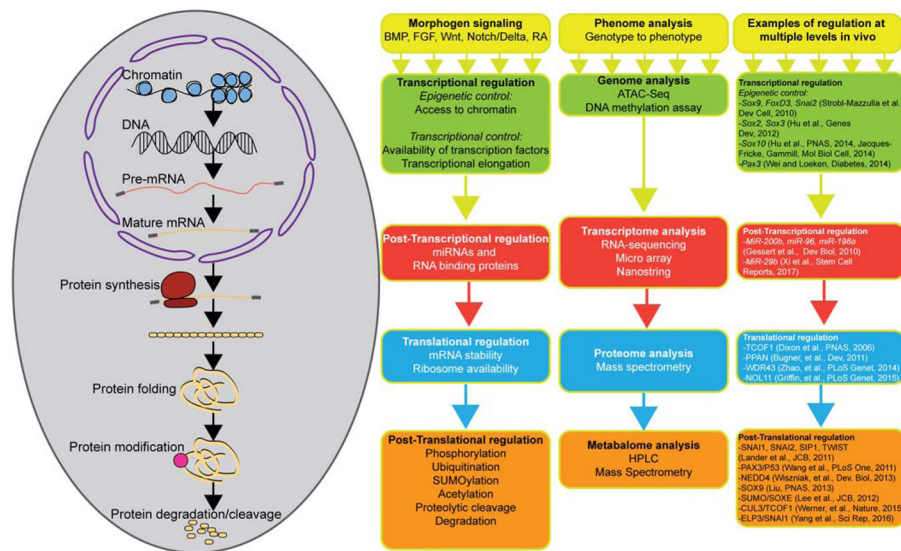 Chromatin
DNA
Pre-mRNA
Mature mRNA
Protein synthesis
Protein folding
Protein modification
Protein degradation/cleavage
Morphogen signaling
BMP, FGF, Wnt, Notch/Delta, RA
Transcriptional regulation
Epigenetic control:
Access to chromatin
Transcriptional control:
Availability of transcription factors
Transcriptional elongation
Post-Transcriptional regulation
miRNAs and
RNA binding proteins
Translational regulation
mRNA stability
Ribosome availability
Post-Translational regulation
Phosphorylation
Ubiquitination
SUMOylation
Acetylation
Proteolytic cleavage
Degradation
Phenome analysis
Genotype to phenotype
Genome analysis
ATAC-Seq
DNA methylation assay
Transcriptome analysis
RNA-sequencing
Micro array
Nanostring
Proteome analysis
Mass spectrometry
Metabalome analysis
HPLC
Mass Spectrometry
Examples of regulation at
multiple levels in vivo
Transcriptional regulation
Epigenetic control:
-Sox9, FoxD3, Snai2 (Strobl-Mazzulla et al.
Dev Cell, 2010)
-Sox2, Sox3 (Hu et al., Genes
Dev, 2012)
-Sox10 (Hu et al., PNAS, 2014, Jacques-
Fricke, Gammill, Mol Biol Cell, 2014)
-Pax3 (Wei and Loeken, Diabetes, 2014)
Post-Transcriptional regulation
-MiR-200b, miR-96, miR-196a
(Gessert et al., Dev Biol, 2010)
-MiR-29b (Xi et al., Stem Cell
Reports, 2017)
Translational regulation
-TCOF1 (Dixon et al., PNAS, 2006)
-PPAN (Bugner et al., Dev, 2011)
-WDR43 (Zhao et al., PLoS Genet, 2014)
-NOL11 (Griffin et al., PLoS Genet, 2015)
Post-Translational regulation
-SNAI1, SNAI2, SIP1, TWIST
(Lander et al., JCB, 2011)
-PAX3/P53 (Wang et al., PLoS One, 2011)
-NEDD4 (Wiszniak, et al., Dev. Biol, 2013)
-SOX9 (Liu, PNAS, 2013)
-SUMO/SOXE (Lee et al., JCB, 2012)
-CUL3/TCOF1 (Werner, et al., Nature, 2015
-ELP3/SNAI1 (Yang et al., Sci Rep, 2016)